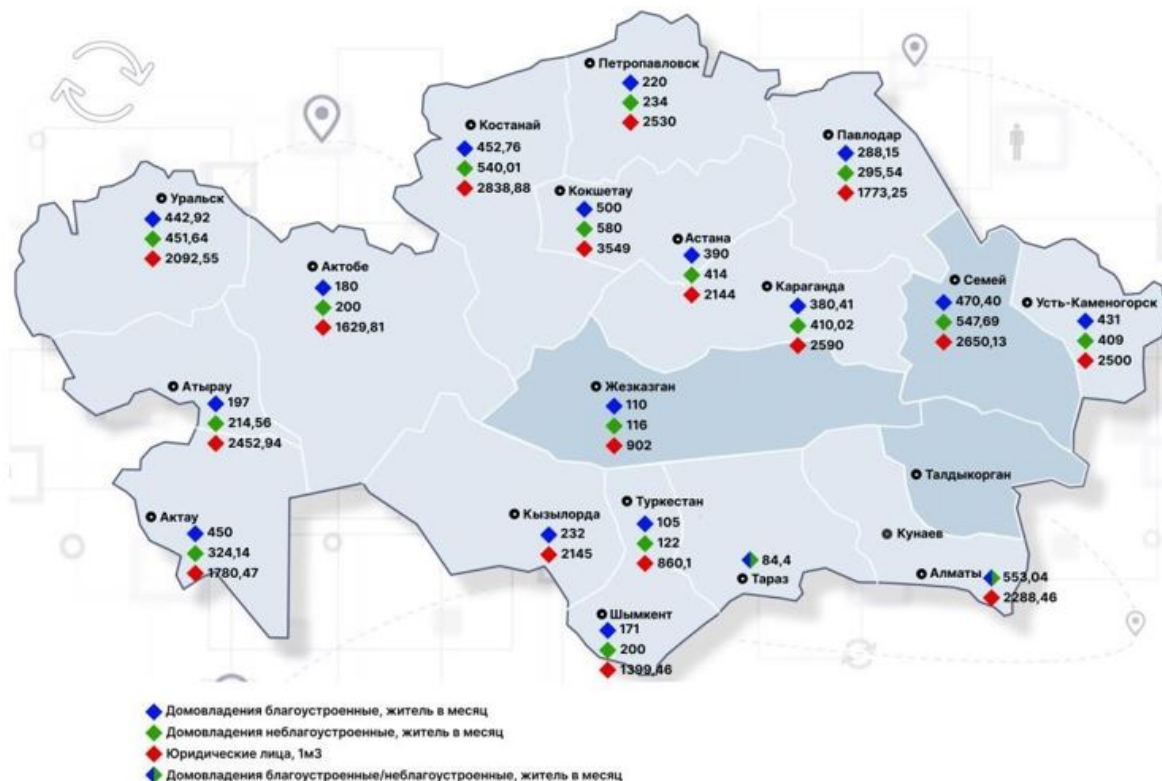 Петропавловск
220
234
2530
Костанай
452,76
540,01
2838,88
Павлодар
288,15
295,54
1773,25
Кокшетау
500
580
3549
Уральск
442,92
451,64
2092,55
Астана
390
414
2144
Актобе
180
200
1629,81
Караганда
380,41
410,02
2590
Семей
470,40
547,69
2650,13
Усть-Каменогорск
431
409
2500
Атырау
197
214,56
2452,94
Жезказган
110
116
902
Талдыкорган
Актау
450
324,14
1780,47
Кызылорда
232
2145
Туркестан
105
122
860,1
Кунаев
84,4
Тараз
Алматы
553,04
2288,46
Шымкент
171
200
1399,46
Домовладения благоустроенные, житель в месяц
Домовладения неблагоустроенные, житель в месяц
Юридические лица, 1м3
Домовладения благоустроенные/неблагоустроенные, житель в месяц